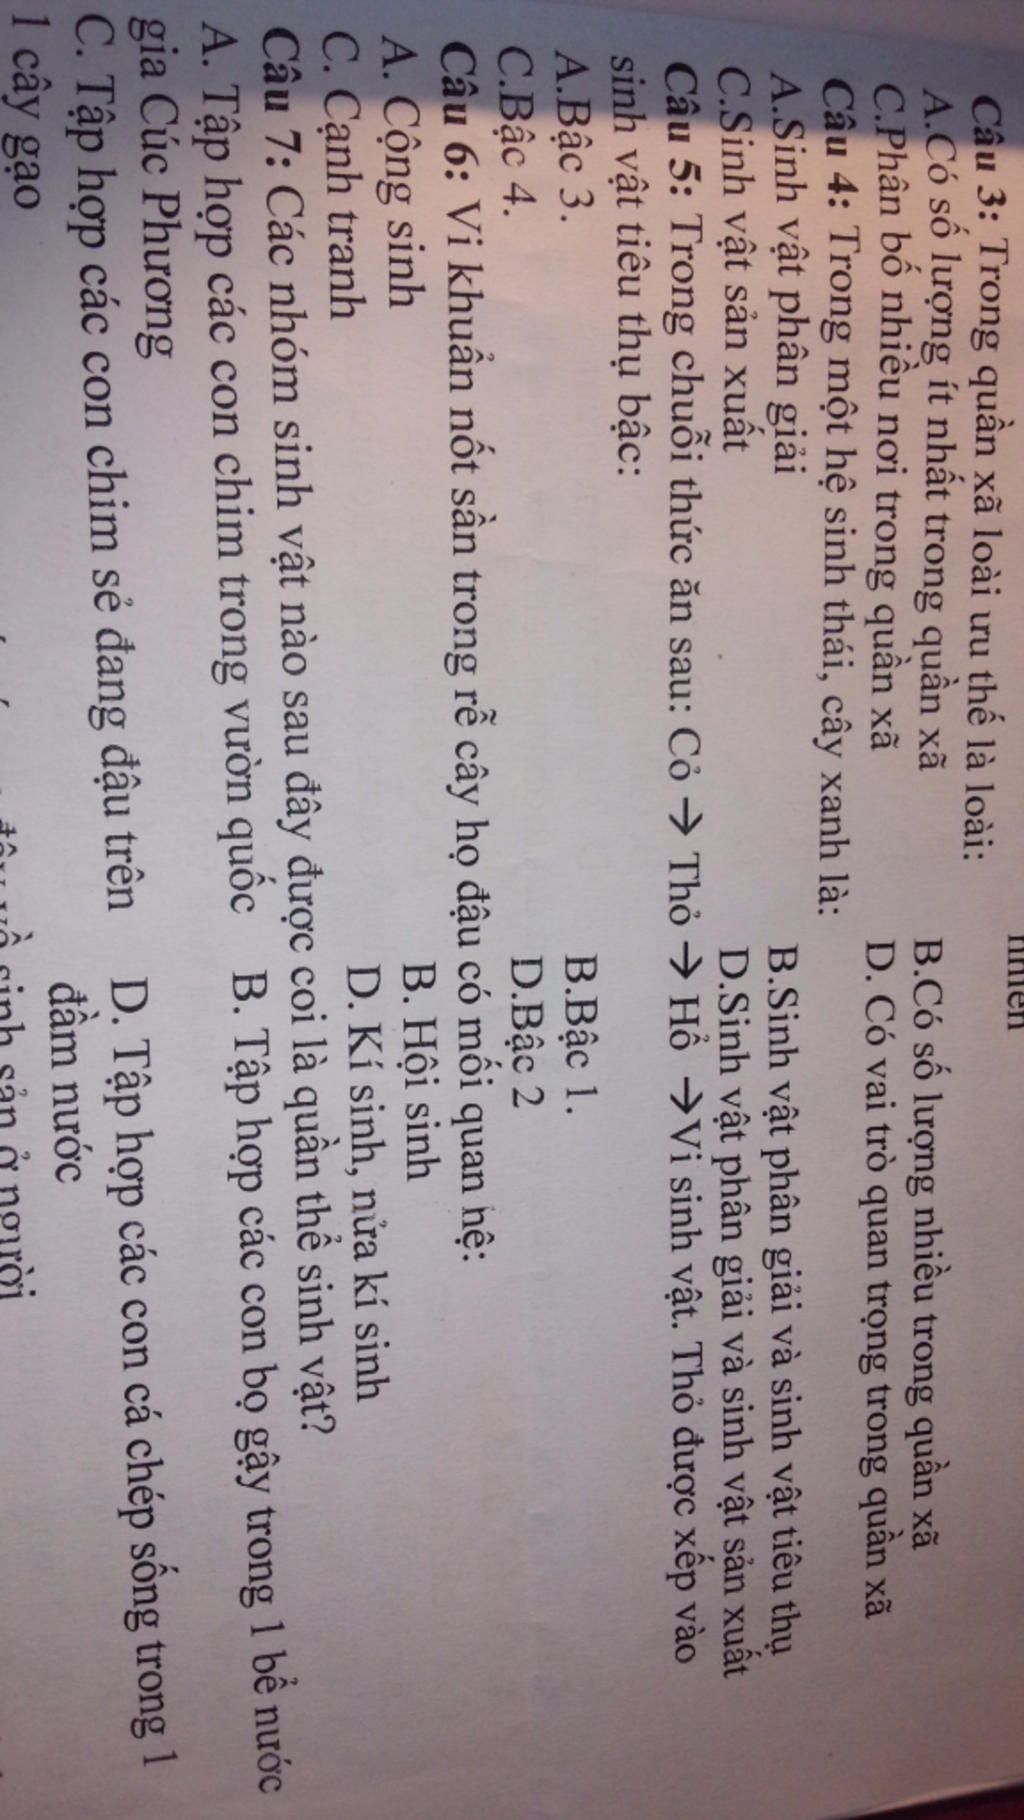 nhiên
Câu 3: Trong quần xã loài ưu thế là loài:
A.Có số lượng ít nhất trong quần xã B.Có số lượng nhiều trong quần xã
C.Phân bố nhiều nơi trong quần xã D. Có vai trò quan trọng trong quần xã
Câu 4: Trong một hệ sinh thái, cây xanh là:
A.Sinh vật phân giải B.Sinh vật phân giải và sinh vật tiêu thụ
C.Sinh vật sản xuất D.Sinh vật phân giải và sinh vật sản xuất
Câu 5: Trong chuỗi thức ăn sau: Cỏ → Thỏ → Hổ →Vi sinh vật. Thỏ được xếp vào
sinh vật tiêu thụ bậc:
A.Bậc 3. B.Bậc 1.
C.Bậc 4. D.Bậc 2
Câu 6: Vi khuẩn nốt sần trong rễ cây họ đậu có mối quan hệ:
A. Cộng sinh B. Hội sinh
C. Cạnh tranh D. Kí sinh, nửa kí sinh
Câu 7: Các nhóm sinh vật nào sau đây được coi là quần thể sinh vật?
A. Tập hợp các con chim trong vườn quốc B. Tập hợp các con bọ gậy trong 1 bể nước
gia Cúc Phương
C. Tập hợp các con chim sẻ đang đậu trên D. Tập hợp các con cá chép sống trong 1
1 cây gạo đầm nước
sinh sản ở người